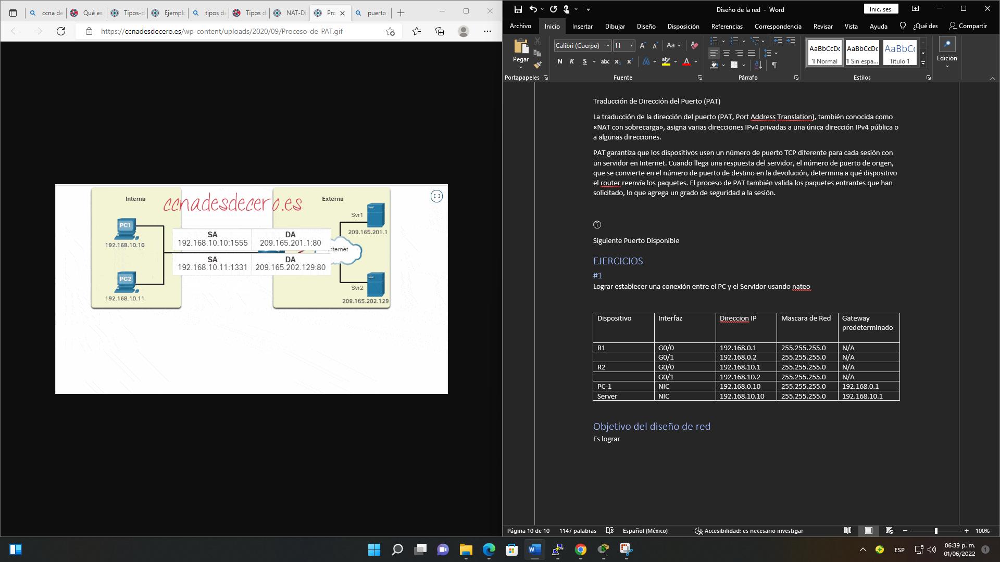 ccna de
Qué es
Tipos-d
Ejemplo
tipos de
Tipos d
NAT-Di
Pro
puerto
https://ccnadesdecero.es/wp-content/uploads/2020/09/Proceso-de-PAT.gif
Interna
ccnadesdecero.es
Externa
PC1
192.168.10.10
SA
192.168.10.10:1555
DA
209.165.201.1:80
SA
192.168.10.11:1331
DA
209.165.202.129:80
Svr1
209.165.201.1
Internet
PC2
192.168.10.11
Svr2
209.165.202.129
Diseño de la red - Word
Inic. ses.
Archivo
Inicio
Insertar
Dibujar
Diseño
Disposición
Referencias
Correspondencia
Revisar
Vista
Ayuda
¿Qué des
Compartir
Pegar
Portapapeles
Calibri (Cuerpo)
11
Aa
N K S abc x₂ x²
Fuente
Párrafo
AaBbCcDc
¶ Normal
AaBbCcDc
¶ Sin espa...
AaBbCc
Título 1
Estilos
Edición
Traducción de Dirección del Puerto (PAT)
La traducción de la dirección del puerto (PAT, Port Address Translation), también conocida como
«NAT con sobrecarga», asigna varias direcciones IPv4 privadas a una única dirección IPv4 pública o
a algunas direcciones.
PAT garantiza que los dispositivos usen un número de puerto TCP diferente para cada sesión con
un servidor en Internet. Cuando llega una respuesta del servidor, el número de puerto de origen,
que se convierte en el número de puerto de destino en la devolución, determina a qué dispositivo
el router reenvía los paquetes. El proceso de PAT también valida los paquetes entrantes que han
solicitado, lo que agrega un grado de seguridad a la sesión.
Siguiente Puerto Disponible
EJERCICIOS
#1
Lograr establecer una conexión entre el PC y el Servidor usando nateo
Dispositivo Interfaz Direccion IP Mascara de Red Gateway predeterminado
R1 G0/0 192.168.0.1 255.255.255.0 N/A
G0/1 192.168.0.2 255.255.255.0 N/A
R2 G0/0 192.168.10.1 255.255.255.0 N/A
G0/1 192.168.10.2 255.255.255.0 N/A
PC-1 NIC 192.168.0.10 255.255.255.0 192.168.0.1
Server NIC 192.168.10.10 255.255.255.0 192.168.10.1
Objetivo del diseño de red
Es lograr
Página 10 de 10
1147 palabras
Español (México)
Accesibilidad: es necesario investigar
100%
ESP
06:39 p. m.
01/06/2022
1